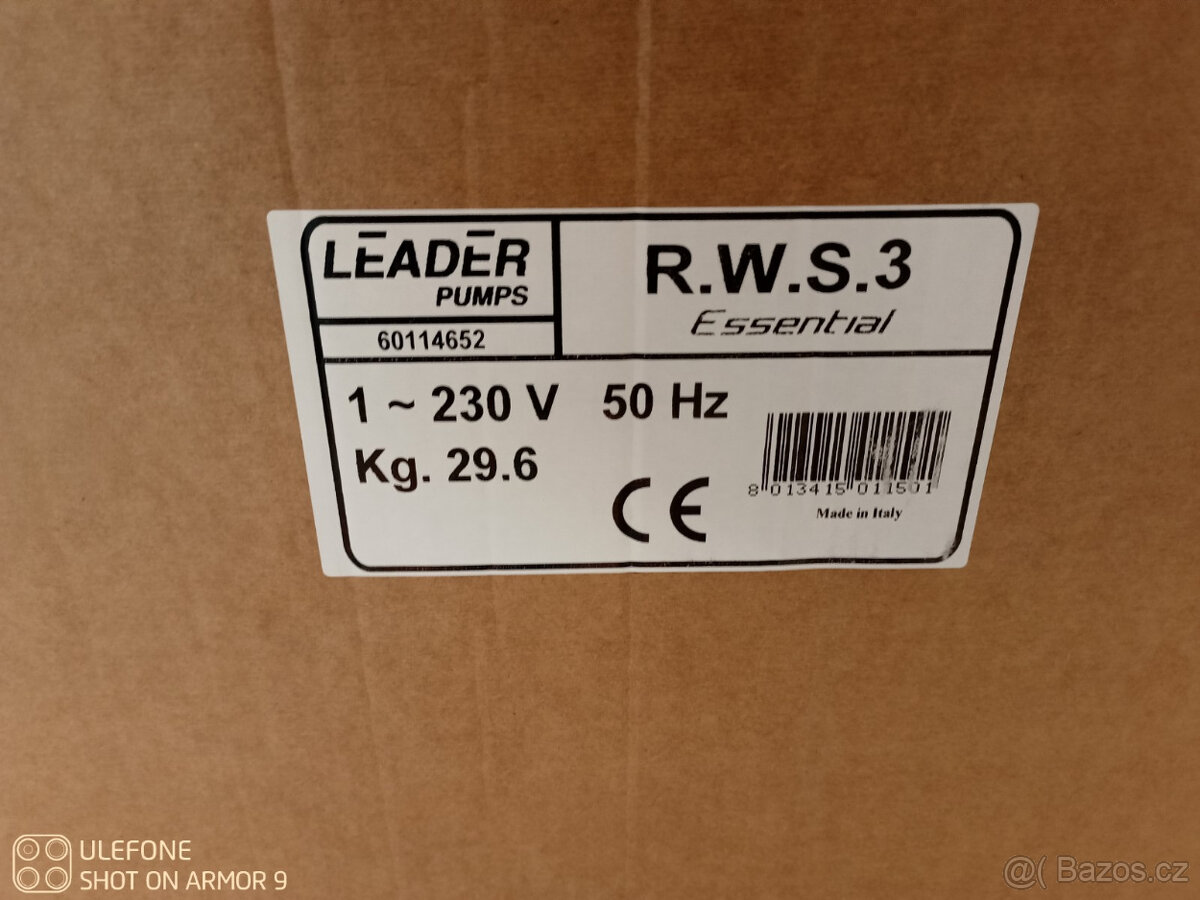 LEADER
PUMPS
60114652
R.W.S.3
Essential
1 ~ 230 V 50 Hz
Kg. 29.6
CE
8 013415 011501
Made in Italy
ULEFONE
SHOT ON ARMOR 9
@( Bazos.cz